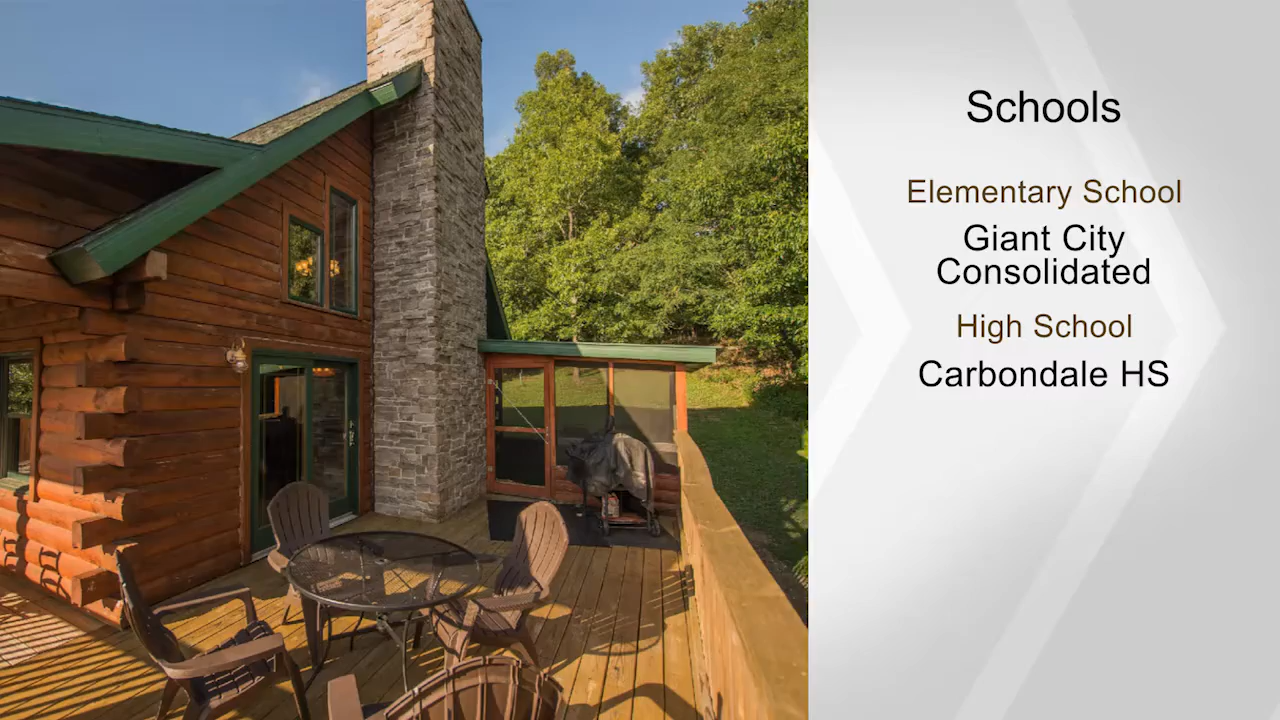 Schools
Elementary School
Giant City
Consolidated
High School
Carbondale HS